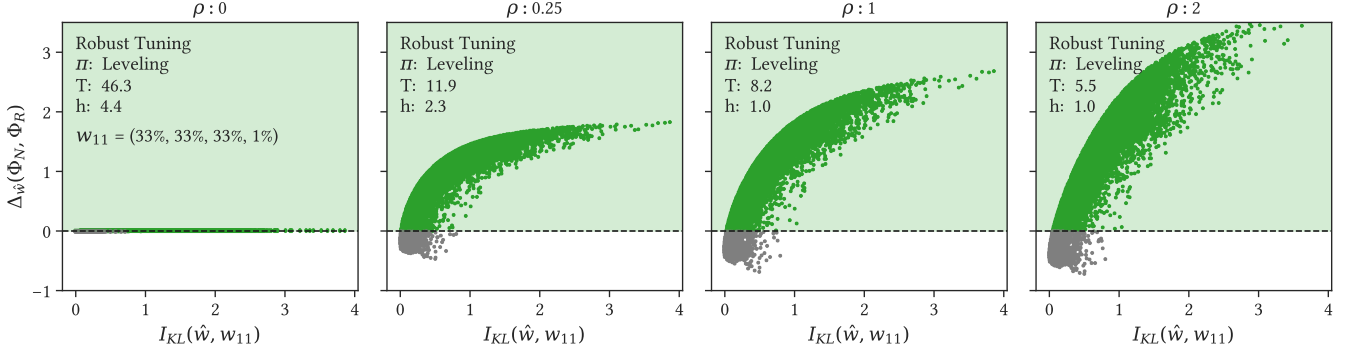 ρ : 0
ρ : 0.25
ρ : 1
ρ : 2
Δŵ(ΦN, ΦR)
3
2
1
0
−1
Robust Tuning
π: Leveling
T: 46.3
h: 4.4
w11 = (33%, 33%, 33%, 1%)
Robust Tuning
π: Leveling
T: 11.9
h: 2.3
Robust Tuning
π: Leveling
T: 8.2
h: 1.0
Robust Tuning
π: Leveling
T: 5.5
h: 1.0
0 1 2 3 4
0 1 2 3 4
0 1 2 3 4
0 1 2 3 4
IKL(ŵ, w11)
IKL(ŵ, w11)
IKL(ŵ, w11)
IKL(ŵ, w11)